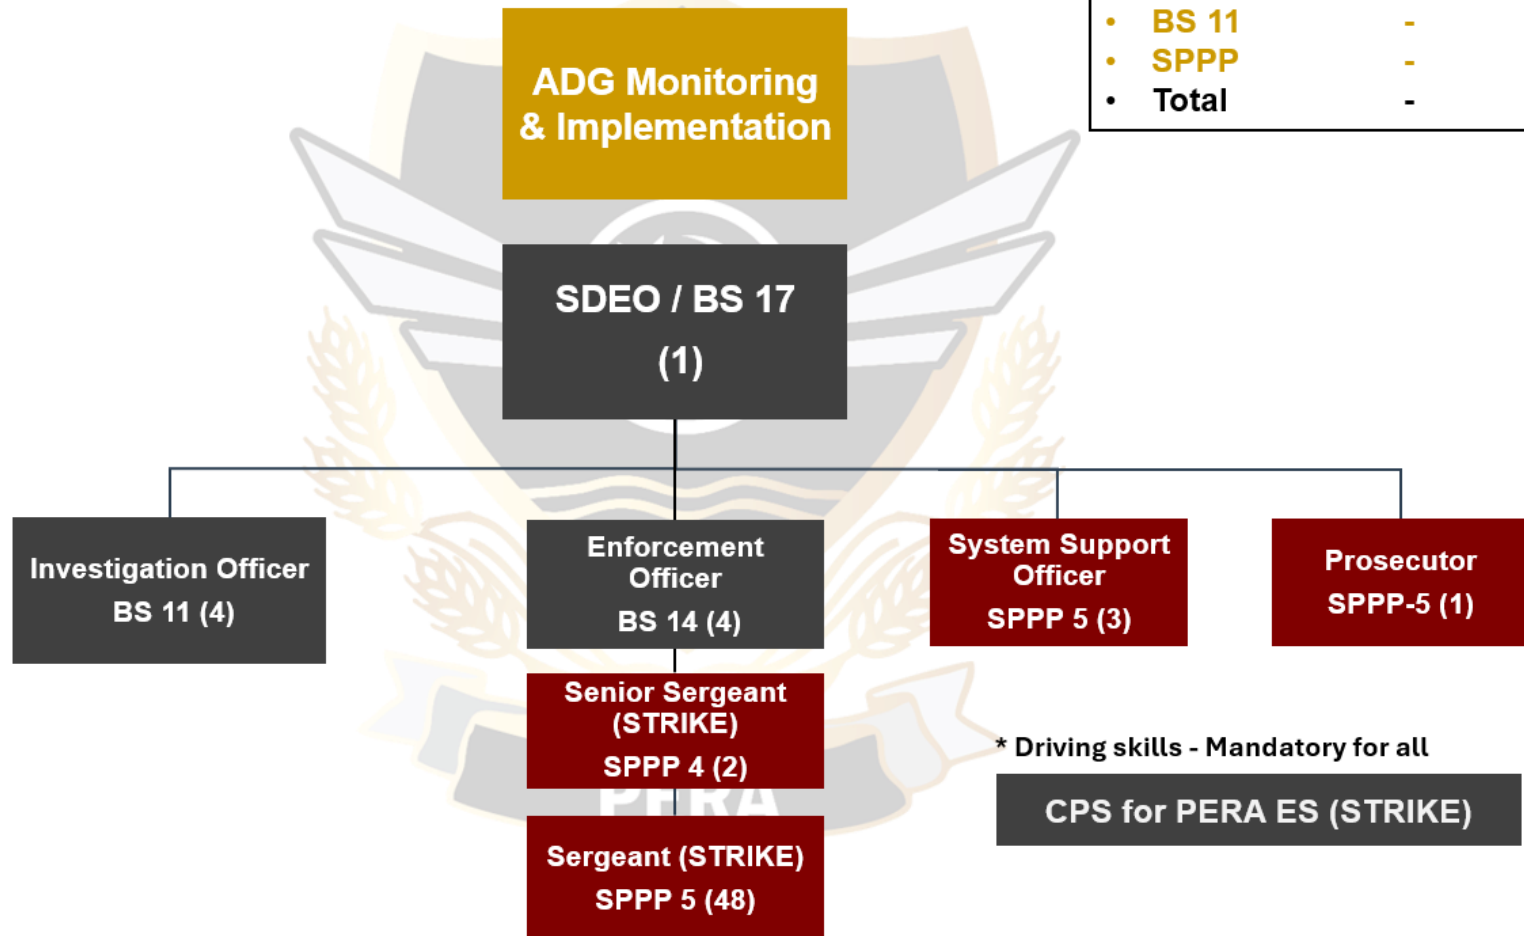 ADG Monitoring
& Implementation
• BS 11 -
• SPPP -
• Total -
SDEO / BS 17
(1)
Investigation Officer
BS 11 (4)
Enforcement
Officer
BS 14 (4)
System Support
Officer
SPPP 5 (3)
Prosecutor
SPPP-5 (1)
Senior Sergeant
(STRIKE)
SPPP 4 (2)
PERA
Sergeant (STRIKE)
SPPP 5 (48)
* Driving skills - Mandatory for all
CPS for PERA ES (STRIKE)